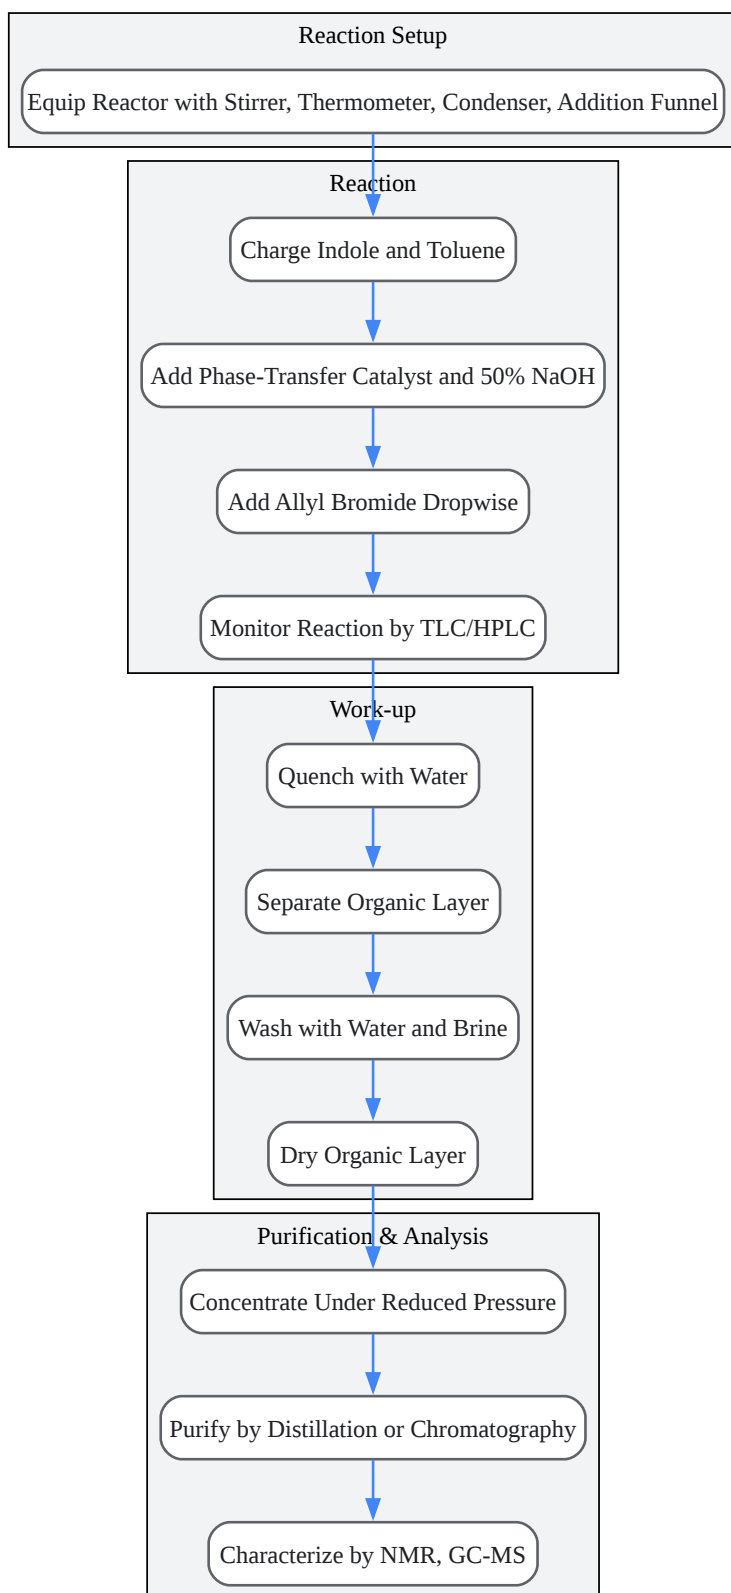 Reaction Setup
Equip Reactor with Stirrer, Thermometer, Condenser, Addition Funnel
Reaction
Charge Indole and Toluene
Add Phase-Transfer Catalyst and 50% NaOH
Add Allyl Bromide Dropwise
Monitor Reaction by TLC/HPLC
Work-up
Quench with Water
Separate Organic Layer
Wash with Water and Brine
Dry Organic Layer
Purification & Analysis
Concentrate Under Reduced Pressure
Purify by Distillation or Chromatography
Characterize by NMR, GC-MS